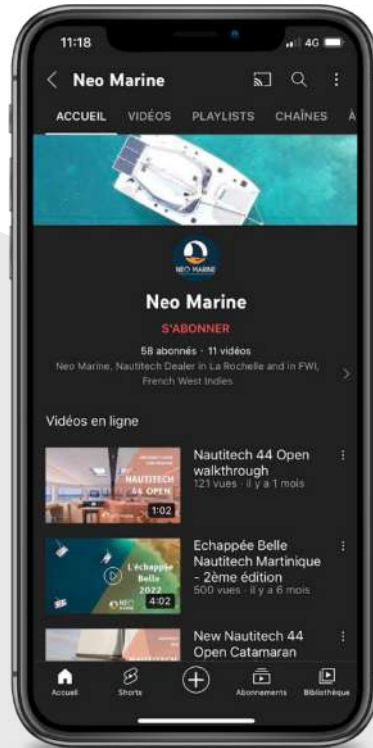 11:18
4G
Neo Marine
ACCUEIL VIDÉOS PLAYLISTS CHAÎNES À
NEO MARINE
Neo Marine
S'ABONNER
58 abonnés · 11 vidéos
Neo Marine, Nautitech Dealer in La Rochelle and in FWI,
French West Indies
Vidéos en ligne
NAUTITECH
44 OPEN
1:02
Nautitech 44 Open
walkthrough
121 vues · il y a 1 mois
L'échappée
Belle
2022
NEO
4:02
Echappée Belle
Nautitech Martinique
- 2ème édition
500 vues · il y a 6 mois
New Nautitech 44
Open Catamaran
Accueil Shorts Abonnements Bibliothèque